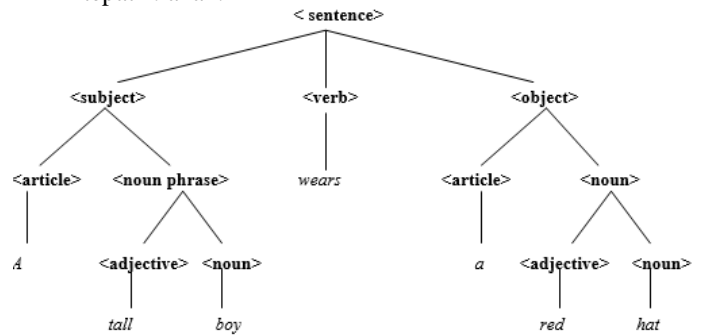 < sentence>
<subject> <verb> <object>
<article> <noun phrase> wears <article> <noun>
A <adjective> <noun> a <adjective> <noun>
tall boy red hat